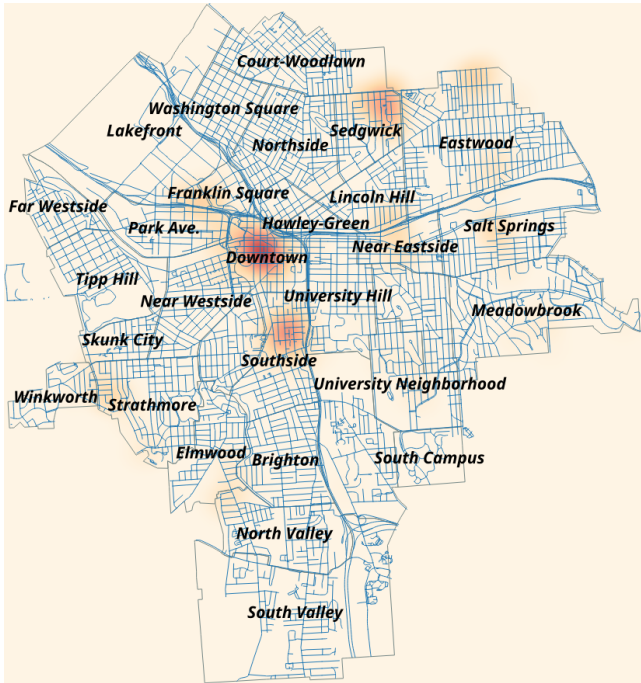 Court-Woodlawn
Washington Square
Lakefront
Sedgwick
Northside
Eastwood
Franklin Square
Lincoln Hill
Far Westside
Park Ave.
Hawley-Green
Salt Springs
Near Eastside
Downtown
Tipp Hill
Near Westside
University Hill
Meadowbrook
Skunk City
Southside
University Neighborhood
Winkworth
Strathmore
Elmwood
Brighton
South Campus
North Valley
South Valley